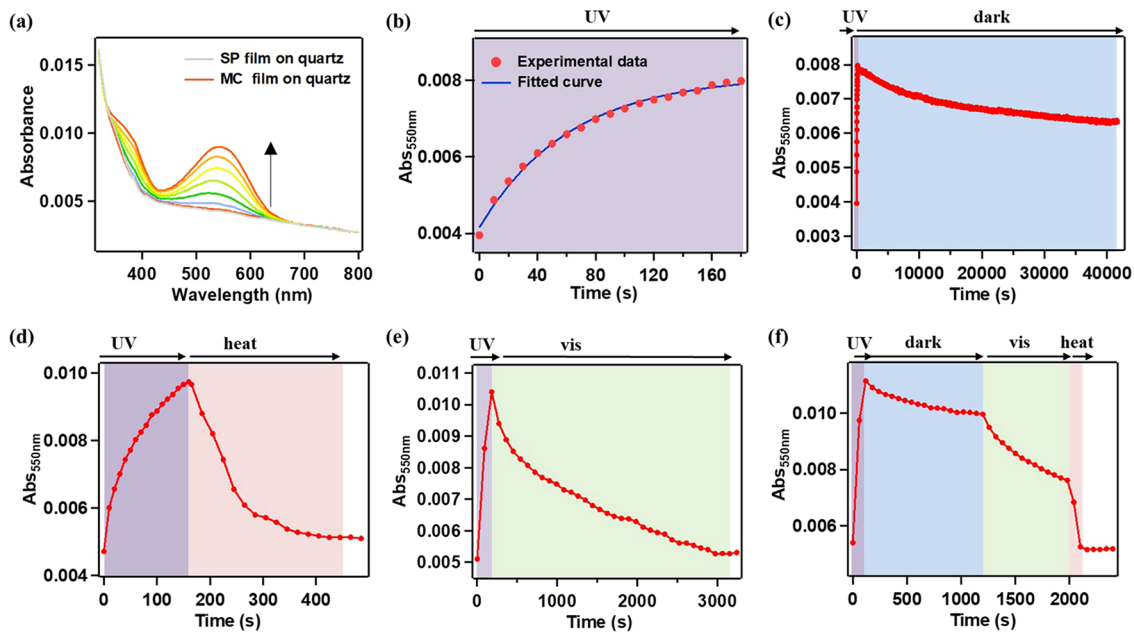 (a)
SP film on quartz
MC film on quartz
Absorbance
0.015
0.010
0.005
400 500 600 700 800
Wavelength (nm)
(b)
UV
Experimental data
Fitted curve
Abs550nm
0.008
0.006
0.004
0 40 80 120 160
Time (s)
(c)
UV dark
Abs550nm
0.008
0.007
0.006
0.005
0.004
0.003
0 10000 20000 30000 40000
Time (s)
(d)
UV heat
Abs550nm
0.010
0.008
0.006
0.004
0 100 200 300 400
Time (s)
(e)
UV vis
Abs550nm
0.011
0.010
0.009
0.008
0.007
0.006
0.005
0 1000 2000 3000
Time (s)
(f)
UV dark vis heat
Abs550nm
0.010
0.008
0.006
0 500 1000 1500 2000
Time (s)